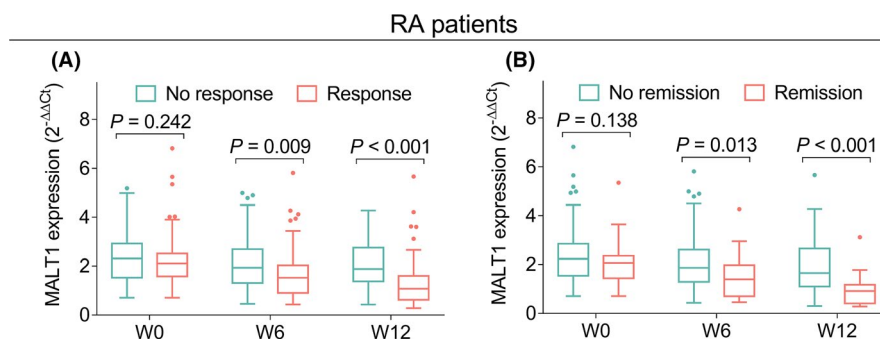 RA patients
(A)
No response
Response
P = 0.242
P = 0.009
P < 0.001
MALT1 expression (2-ΔΔCt)
8
6
4
2
0
W0
W6
W12
(B)
No remission
Remission
P = 0.138
P = 0.013
P < 0.001
MALT1 expression (2-ΔΔCt)
8
6
4
2
0
W0
W6
W12